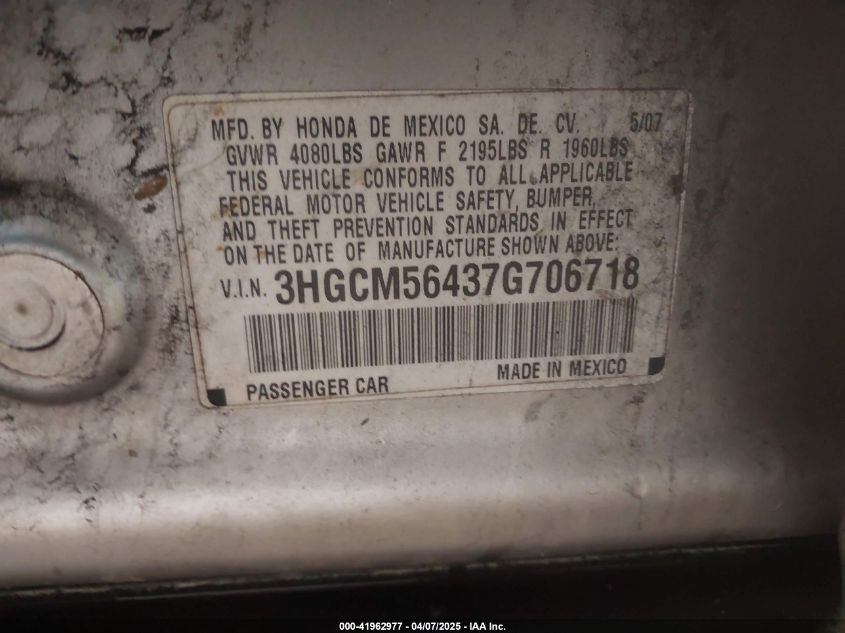 MFD. BY HONDA DE MEXICO SA. DE. CV. 5/07
GVWR 4080LBS GAWR F 2195LBS R 1960LBS
THIS VEHICLE CONFORMS TO ALL APPLICABLE
FEDERAL MOTOR VEHICLE SAFETY, BUMPER,
AND THEFT PREVENTION STANDARDS IN EFFECT
ON THE DATE OF MANUFACTURE SHOWN ABOVE:
V.I.N. 3HGCM56437G706718
PASSENGER CAR MADE IN MEXICO
000-41962977 - 04/07/2025 - IAA Inc.